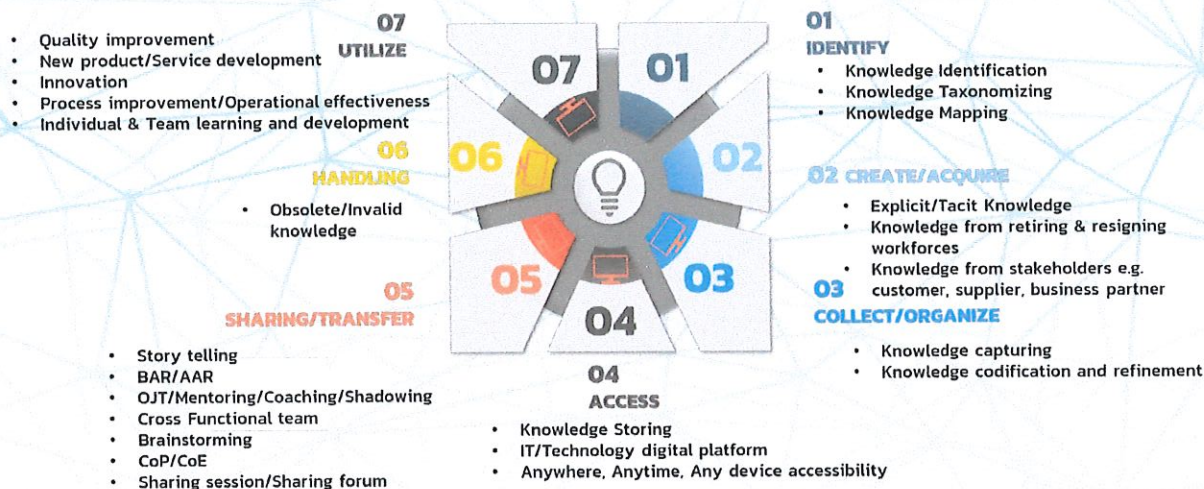 07
UTILIZE
• Quality improvement
• New product/Service development
• Innovation
• Process improvement/Operational effectiveness
• Individual & Team learning and development
06
HANDLING
• Obsolete/Invalid
knowledge
05
SHARING/TRANSFER
• Story telling
• BAR/AAR
• OJT/Mentoring/Coaching/Shadowing
• Cross Functional team
• Brainstorming
• CoP/CoE
• Sharing session/Sharing forum
07
01
06
02
05
03
04
04
ACCESS
• Knowledge Storing
• IT/Technology digital platform
• Anywhere, Anytime, Any device accessibility
01
IDENTIFY
• Knowledge Identification
• Knowledge Taxonomizing
• Knowledge Mapping
02 CREATE/ACQUIRE
• Explicit/Tacit Knowledge
• Knowledge from retiring & resigning
workforces
• Knowledge from stakeholders e.g.
customer, supplier, business partner
03
COLLECT/ORGANIZE
• Knowledge capturing
• Knowledge codification and refinement